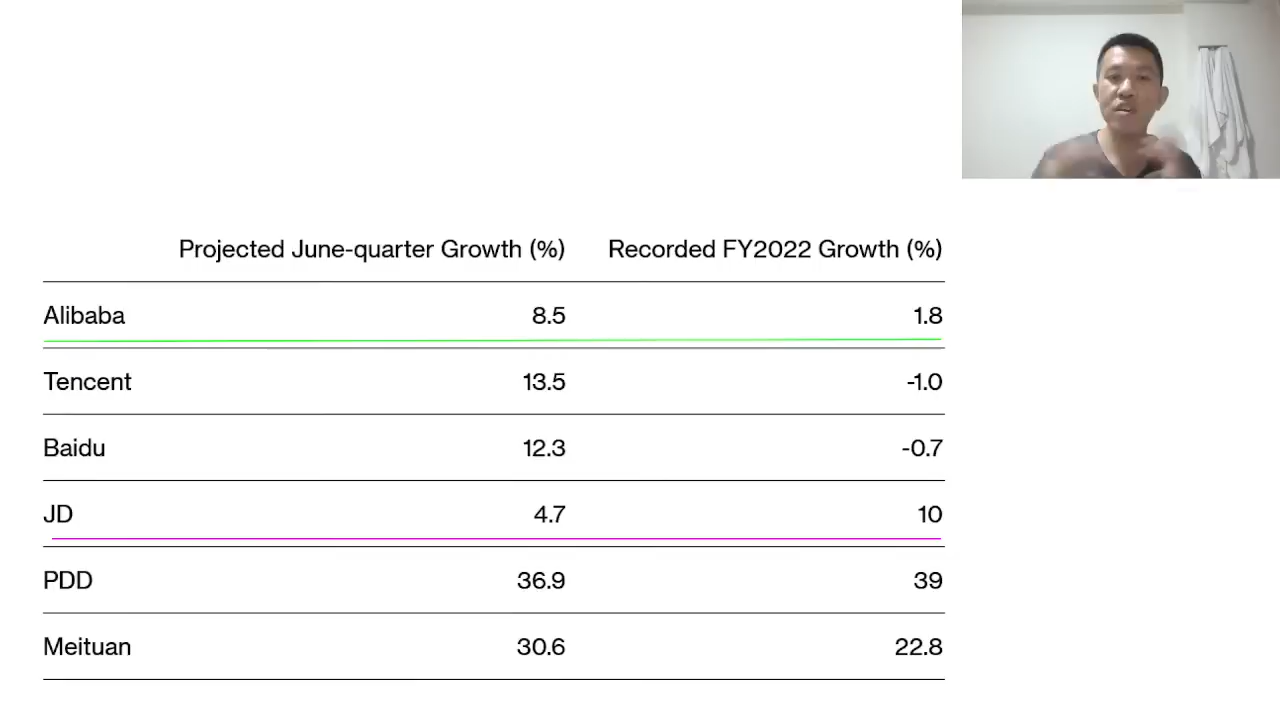 Projected June-quarter Growth (%) Recorded FY2022 Growth (%)
Alibaba 8.5 1.8
Tencent 13.5 -1.0
Baidu 12.3 -0.7
JD 4.7 10
PDD 36.9 39
Meituan 30.6 22.8